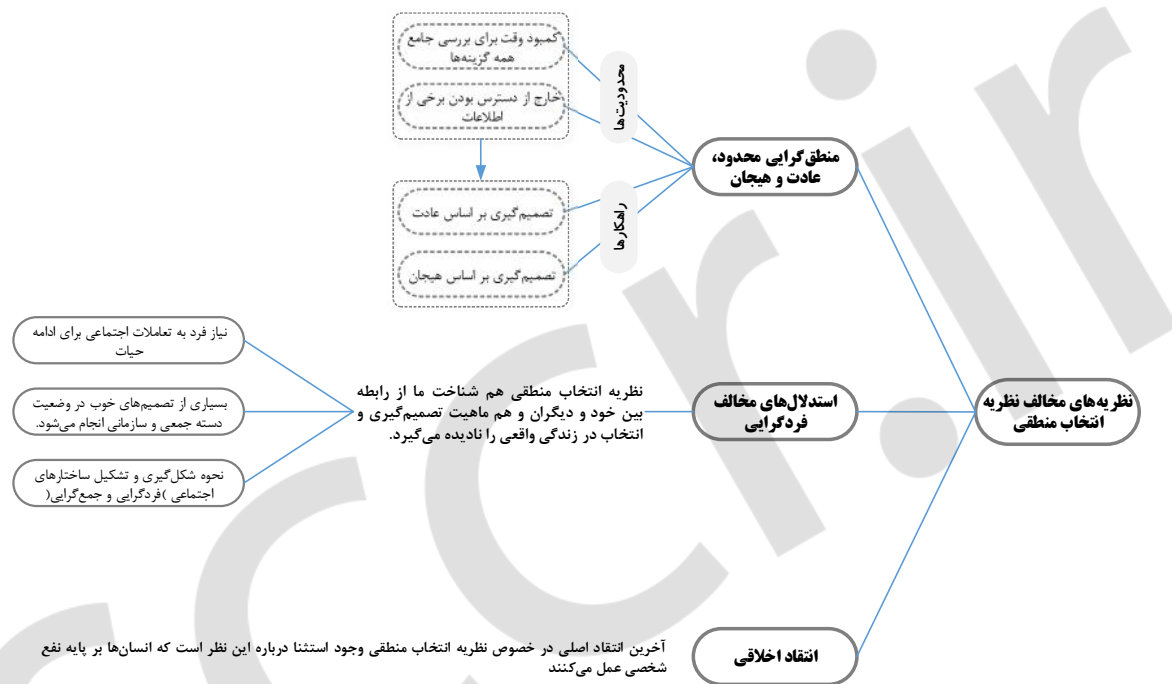 نظریه‌های مخالف نظریه
انتخاب منطقی
منطق‌گرایی محدود،
عادت و هیجان
محدودیت‌ها
کمبود وقت برای بررسی جامع
همه گزینه‌ها
خارج از دسترس بودن برخی از
اطلاعات
راهکارها
تصمیم‌گیری بر اساس عادت
تصمیم‌گیری بر اساس هیجان
استدلال‌های مخالف
فردگرایی
نظریه انتخاب منطقی هم شناخت ما از رابطه
بین خود و دیگران و هم ماهیت تصمیم‌گیری و
انتخاب در زندگی واقعی را نادیده می‌گیرد.
نیاز فرد به تعاملات اجتماعی برای ادامه
حیات
بسیاری از تصمیم‌های خوب در وضعیت
دسته جمعی و سازمانی انجام می‌شود.
نحوه شکل‌گیری و تشکیل ساختارهای
اجتماعی )فردگرایی و جمع‌گرایی(
انتقاد اخلاقی
آخرین انتقاد اصلی در خصوص نظریه انتخاب منطقی وجود استثنا درباره این نظر است که انسان‌ها بر پایه نفع
شخصی عمل می‌کنند
ccr.ir